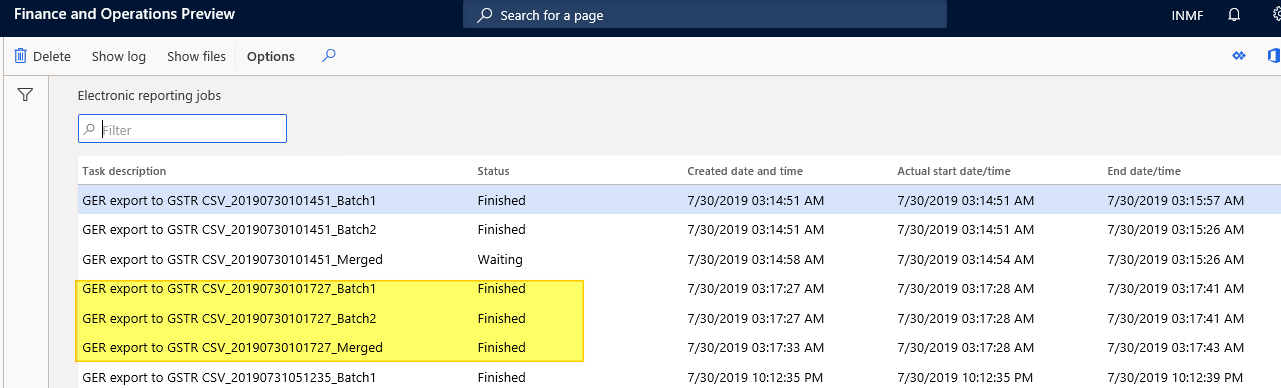 Finance and Operations Preview Search for a page INMF
Delete Show log Show files Options
Electronic reporting jobs
Filter
Task description Status Created date and time Actual start date/time End date/time
GER export to GSTR CSV_20190730101451_Batch1 Finished 7/30/2019 03:14:51 AM 7/30/2019 03:14:51 AM 7/30/2019 03:15:57 AM
GER export to GSTR CSV_20190730101451_Batch2 Finished 7/30/2019 03:14:51 AM 7/30/2019 03:14:51 AM 7/30/2019 03:15:26 AM
GER export to GSTR CSV_20190730101451_Merged Waiting 7/30/2019 03:14:58 AM 7/30/2019 03:14:54 AM 7/30/2019 03:15:26 AM
GER export to GSTR CSV_20190730101727_Batch1 Finished 7/30/2019 03:17:27 AM 7/30/2019 03:17:28 AM 7/30/2019 03:17:41 AM
GER export to GSTR CSV_20190730101727_Batch2 Finished 7/30/2019 03:17:27 AM 7/30/2019 03:17:28 AM 7/30/2019 03:17:41 AM
GER export to GSTR CSV_20190730101727_Merged Finished 7/30/2019 03:17:33 AM 7/30/2019 03:17:28 AM 7/30/2019 03:17:43 AM
GER export to GSTR CSV_20190731051235_Batch1 Finished 7/30/2019 10:12:35 PM 7/30/2019 10:12:35 PM 7/30/2019 10:12:39 PM